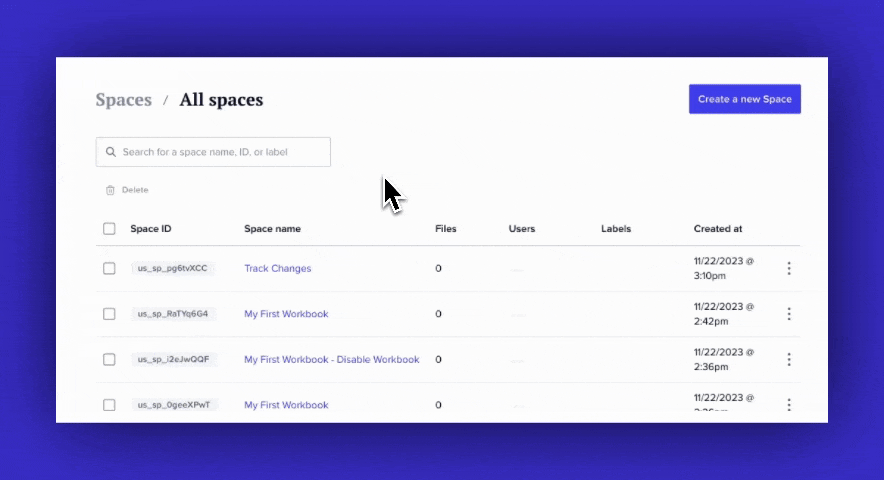 Spaces / All spaces
Create a new Space
Search for a space name, ID, or label
Delete
Space ID Space name Files Users Labels Created at
us_sp_pg6tvXCC Track Changes 0 11/22/2023 @
3:10pm
us_sp_RaTYq6G4 My First Workbook 0 11/22/2023 @
2:42pm
us_sp_i2eJwQQF My First Workbook - Disable Workbook 0 11/22/2023 @
2:36pm
us_sp_0geeXPwT My First Workbook 0 11/22/2023 @